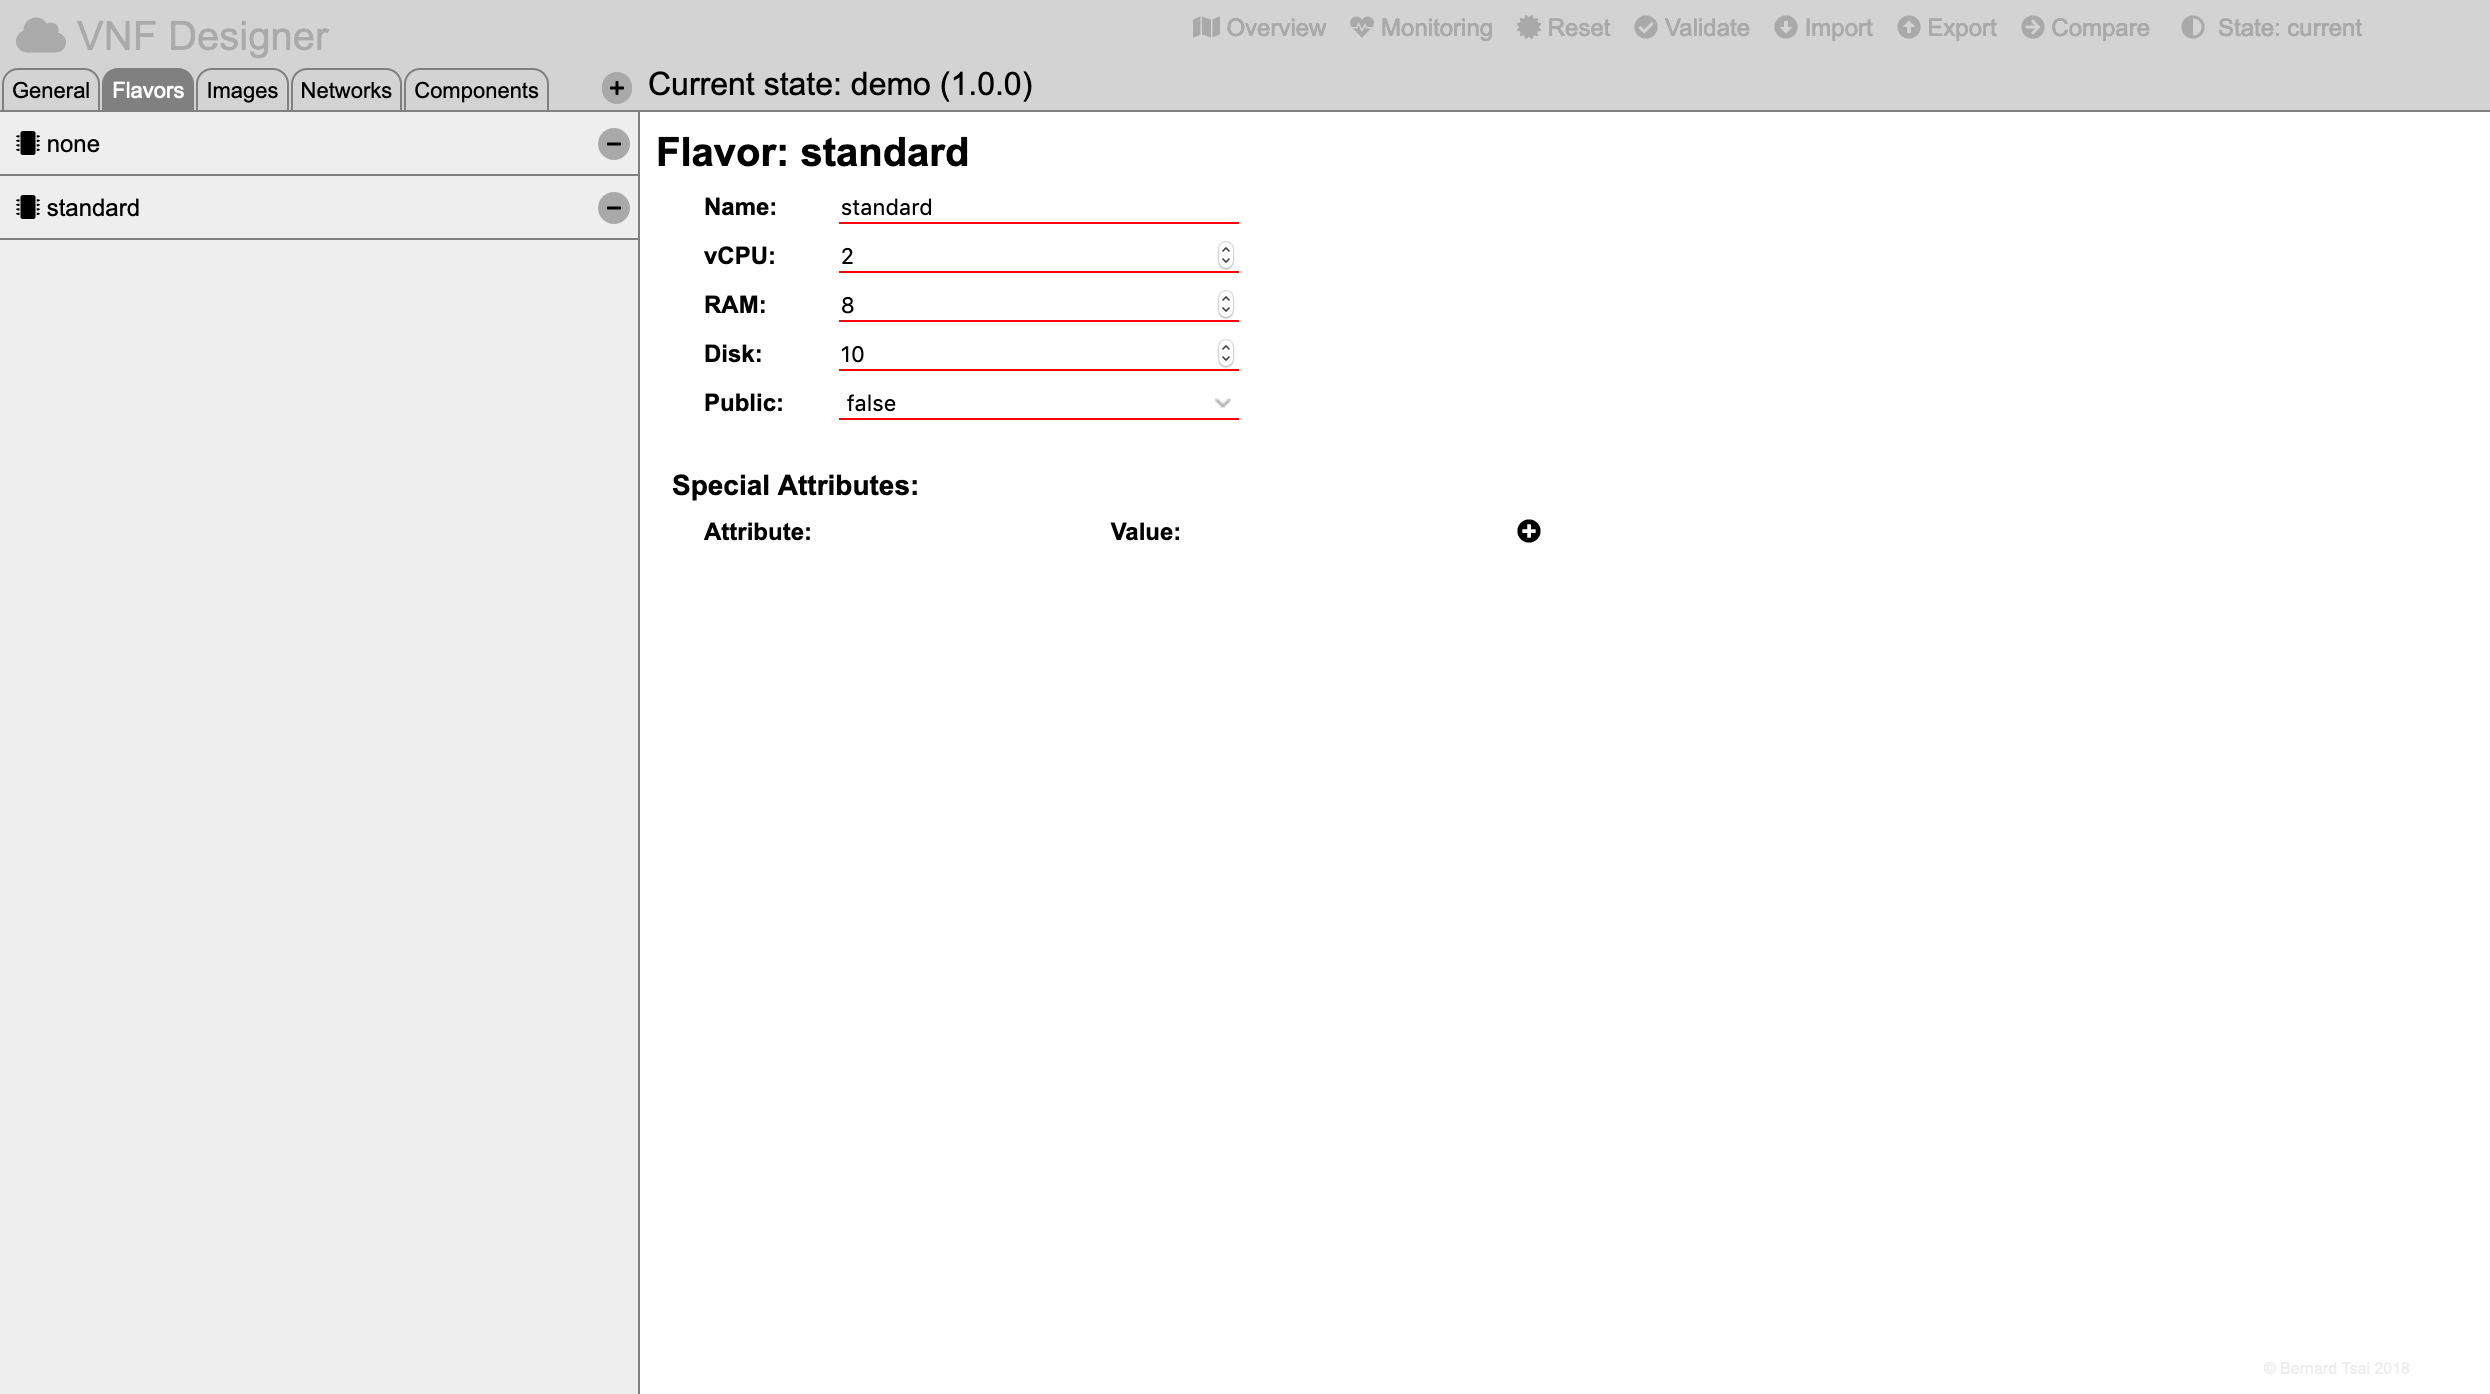 VNF Designer
Overview Monitoring Reset Validate Import Export Compare State: current
General Flavors Images Networks Components
Current state: demo (1.0.0)
none
standard
Flavor: standard
Name: standard
vCPU: 2
RAM: 8
Disk: 10
Public: false
Special Attributes:
Attribute: Value:
© Bernard Tsai 2018